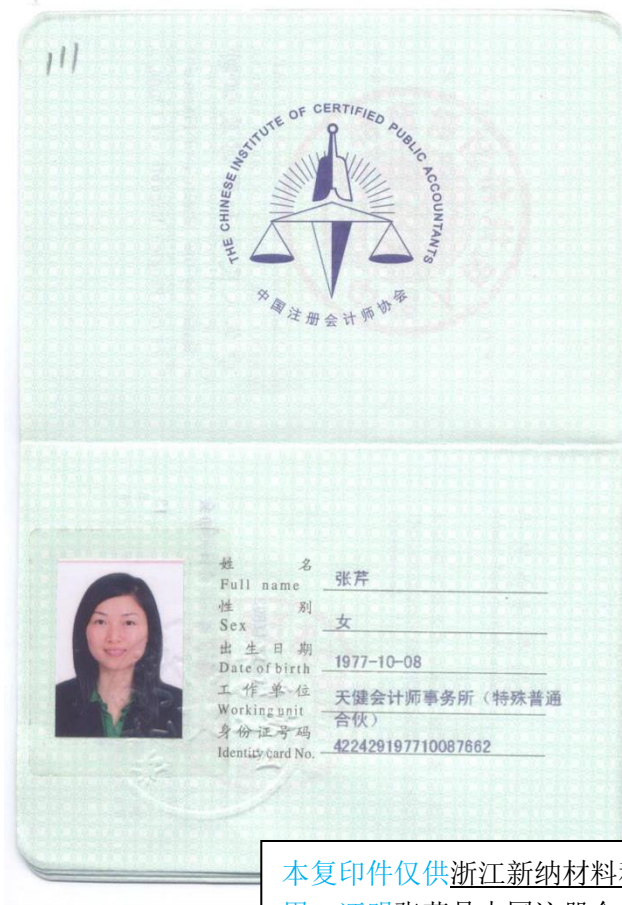 111
THE CHINESE INSTITUTE OF CERTIFIED PUBLIC ACCOUNTANTS
中国注册会计师协会
姓 名 张芹
Full name
性 别
Sex 女
出生日期
Date of birth 1977-10-08
工作单位 天健会计师事务所（特殊普通
Working unit 合伙）
身份证号码
Identity card No. 422429197710087662
本复印件仅供浙江新纳材料